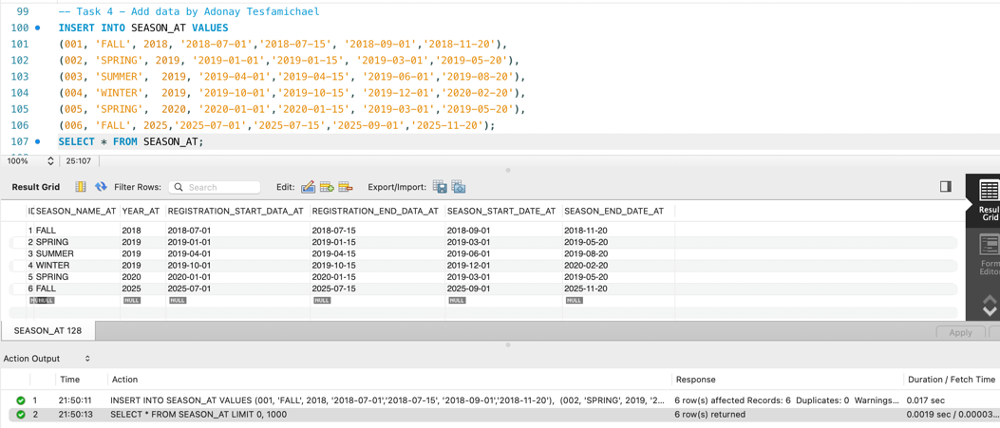 99 -- Task 4 - Add data by Adonay Tesfamichael
100 INSERT INTO SEASON_AT VALUES
101 (001, 'FALL', 2018, '2018-07-01','2018-07-15', '2018-09-01','2018-11-20'),
102 (002, 'SPRING', 2019, '2019-01-01','2019-01-15', '2019-03-01','2019-05-20'),
103 (003, 'SUMMER', 2019, '2019-04-01','2019-04-15', '2019-06-01','2019-08-20'),
104 (004, 'WINTER', 2019, '2019-10-01','2019-10-15', '2019-12-01','2020-02-20'),
105 (005, 'SPRING', 2020, '2020-01-01','2020-01-15', '2019-03-01','2019-05-20'),
106 (006, 'FALL', 2025,'2025-07-01','2025-07-15','2025-09-01','2025-11-20');
107 SELECT * FROM SEASON_AT;
100% 25:107
Result Grid Filter Rows: Search Edit: Export/Import:
SEASON_NAME_AT YEAR_AT REGISTRATION_START_DATA_AT REGISTRATION_END_DATA_AT SEASON_START_DATE_AT SEASON_END_DATE_AT
1 FALL 2018 2018-07-01 2018-07-15 2018-09-01 2018-11-20
2 SPRING 2019 2019-01-01 2019-01-15 2019-03-01 2019-05-20
3 SUMMER 2019 2019-04-01 2019-04-15 2019-06-01 2019-08-20
4 WINTER 2019 2019-10-01 2019-10-15 2019-12-01 2020-02-20
5 SPRING 2020 2020-01-01 2020-01-15 2019-03-01 2019-05-20
6 FALL 2025 2025-07-01 2025-07-15 2025-09-01 2025-11-20
NULL NULL NULL NULL NULL NULL
Result
Grid
Form
Editor
SEASON_AT 128 Apply
Action Output
Time Action Response Duration / Fetch Time
1 21:50:11 INSERT INTO SEASON_AT VALUES (001, 'FALL', 2018, '2018-07-01','2018-07-15', '2018-09-01','2018-11-20'), (002, 'SPRING', 2019, '2... 6 row(s) affected Records: 6 Duplicates: 0 Warnings... 0.017 sec
2 21:50:13 SELECT * FROM SEASON_AT LIMIT 0, 1000 6 row(s) returned 0.0019 sec / 0.00003...